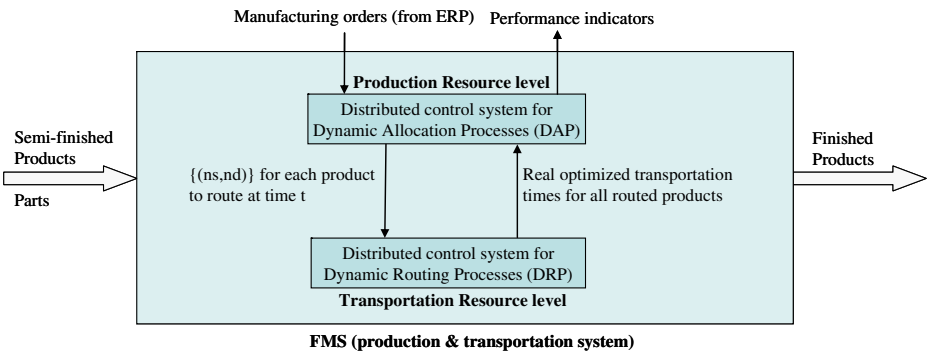 Manufacturing orders (from ERP)
Performance indicators
Production Resource level
Distributed control system for
Dynamic Allocation Processes (DAP)
Semi-finished
Products
Parts
Finished
Products
{(ns,nd)} for each product
to route at time t
Real optimized transportation
times for all routed products
Distributed control system for
Dynamic Routing Processes (DRP)
Transportation Resource level
FMS (production & transportation system)